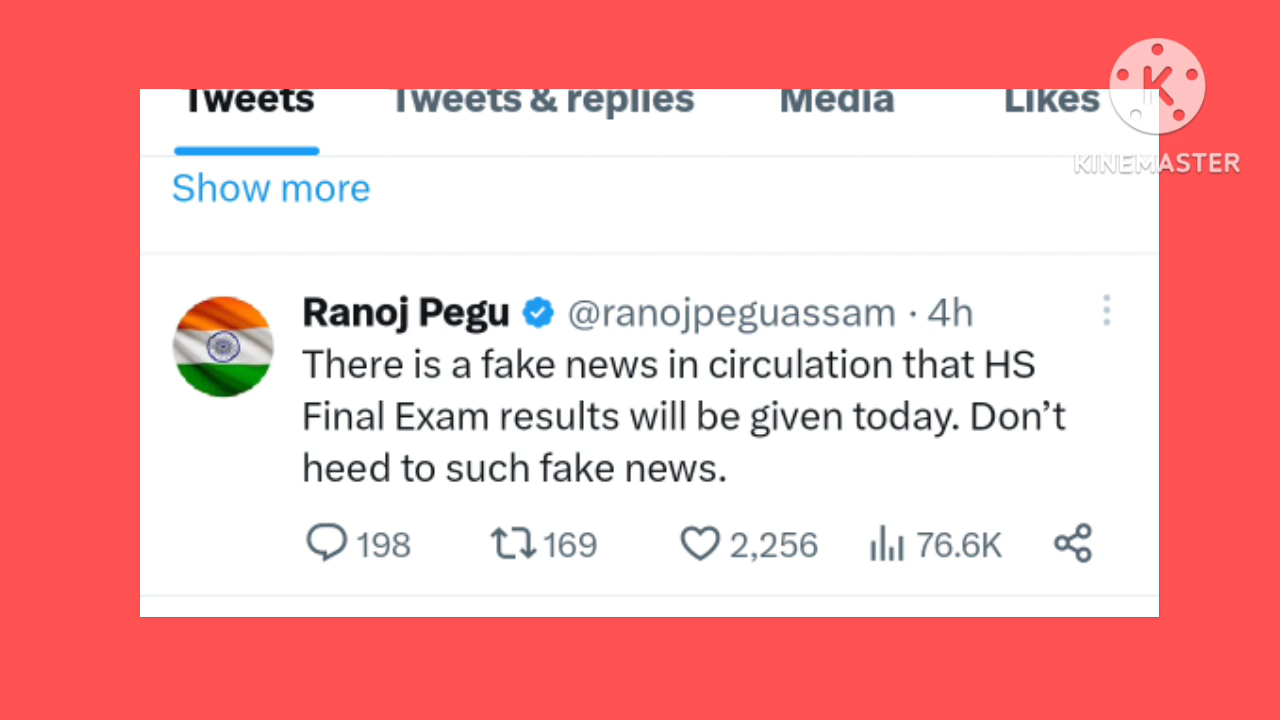 Tweets Tweets & replies Media Likes
K
KINEMASTER
Show more
Ranoj Pegu @ranojpeguassam · 4h
There is a fake news in circulation that HS
Final Exam results will be given today. Don’t
heed to such fake news.
198 169 2,256 76.6K